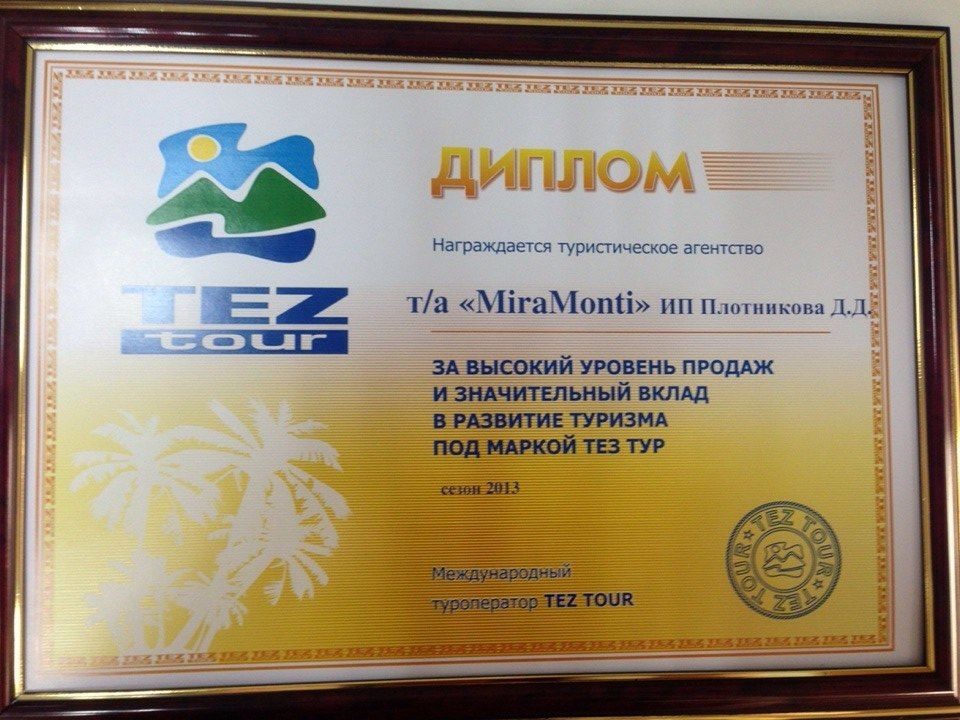 ДИПЛОМ
Награждается туристическое агентство
т/а «MiraMonti» ИП Плотникова Д.Д.
TEZ
tour
ЗА ВЫСОКИЙ УРОВЕНЬ ПРОДАЖ
И ЗНАЧИТЕЛЬНЫЙ ВКЛАД
В РАЗВИТИЕ ТУРИЗМА
ПОД МАРКОЙ ТЕЗ ТУР
сезон 2013
Международный
туроператор TEZ TOUR
TEZ TOUR ★ TEZ TOUR ★